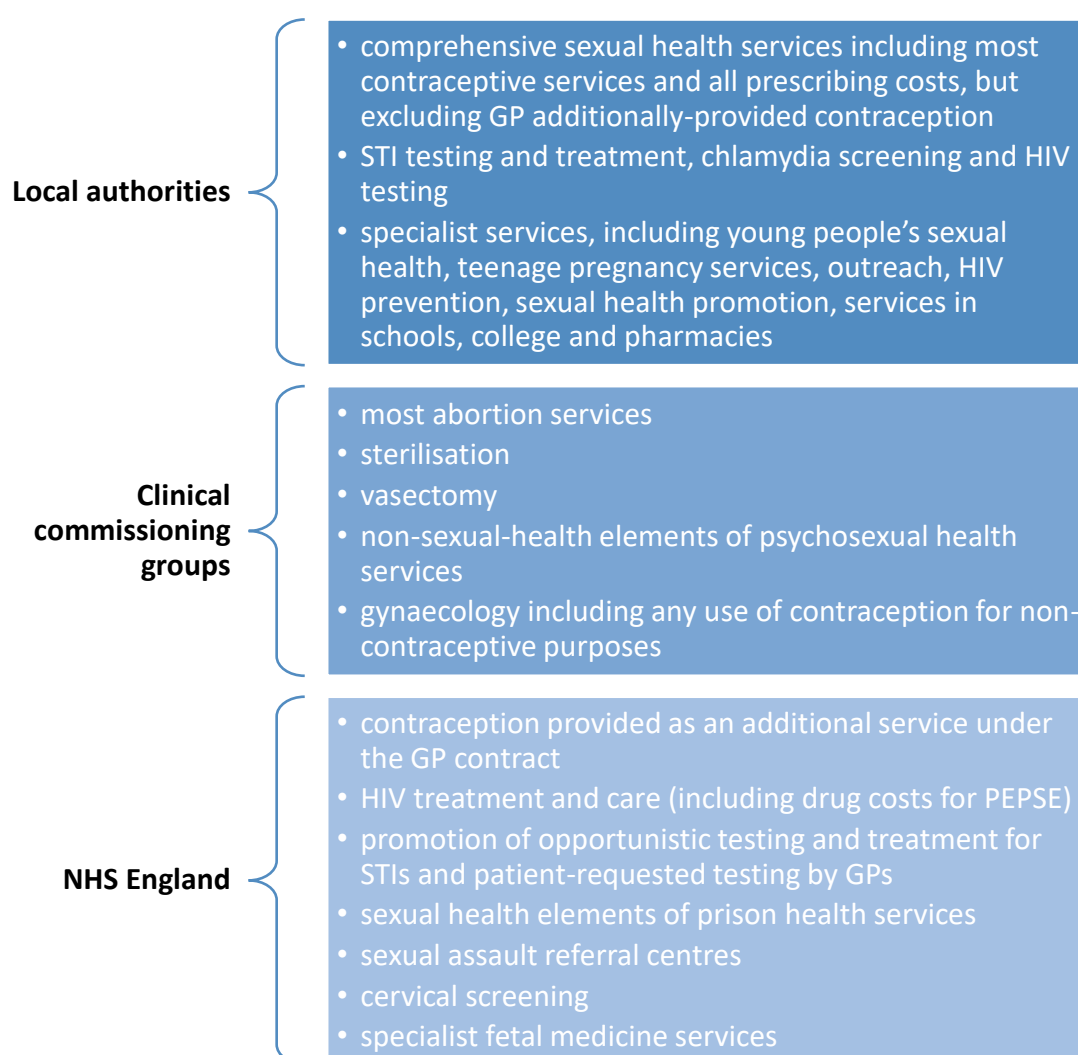 Local authorities
• comprehensive sexual health services including most
contraceptive services and all prescribing costs, but
excluding GP additionally-provided contraception
• STI testing and treatment, chlamydia screening and HIV
testing
• specialist services, including young people’s sexual
health, teenage pregnancy services, outreach, HIV
prevention, sexual health promotion, services in
schools, college and pharmacies
Clinical
commissioning
groups
• most abortion services
• sterilisation
• vasectomy
• non-sexual-health elements of psychosexual health
services
• gynaecology including any use of contraception for non-
contraceptive purposes
NHS England
• contraception provided as an additional service under
the GP contract
• HIV treatment and care (including drug costs for PEPSE)
• promotion of opportunistic testing and treatment for
STIs and patient-requested testing by GPs
• sexual health elements of prison health services
• sexual assault referral centres
• cervical screening
• specialist fetal medicine services